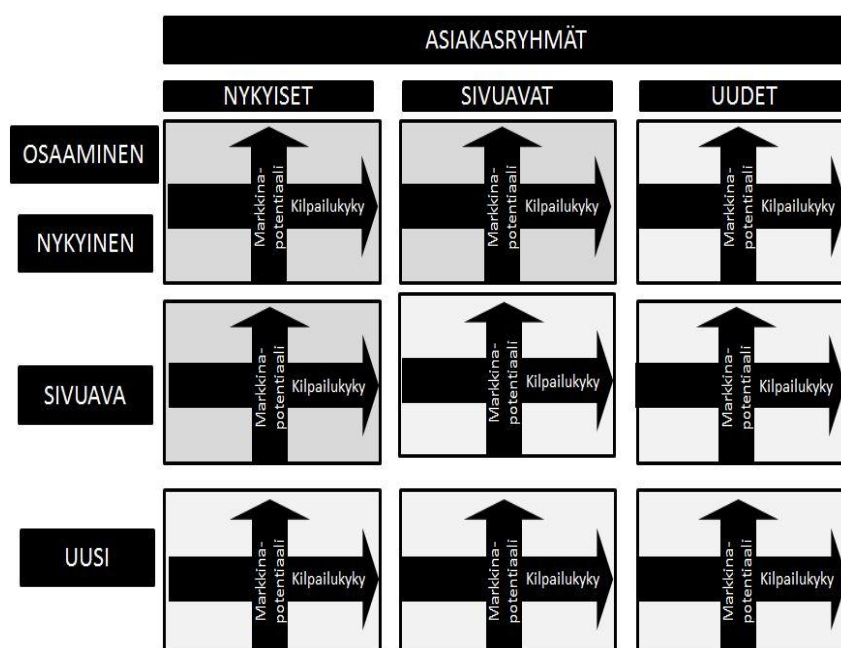 ASIAKASRYHMÄT
NYKYISET
SIVUAVAT
UUDET
OSAAMINEN
NYKYINEN
Markkina-
potentiaali
Kilpailukyky
Markkina-
potentiaali
Kilpailukyky
Markkina-
potentiaali
Kilpailukyky
SIVUAVA
Markkina-
potentiaali
Kilpailukyky
Markkina-
potentiaali
Kilpailukyky
Markkina-
potentiaali
Kilpailukyky
UUSI
Markkina-
potentiaali
Kilpailukyky
Markkina-
potentiaali
Kilpailukyky
Markkina-
potentiaali
Kilpailukyky